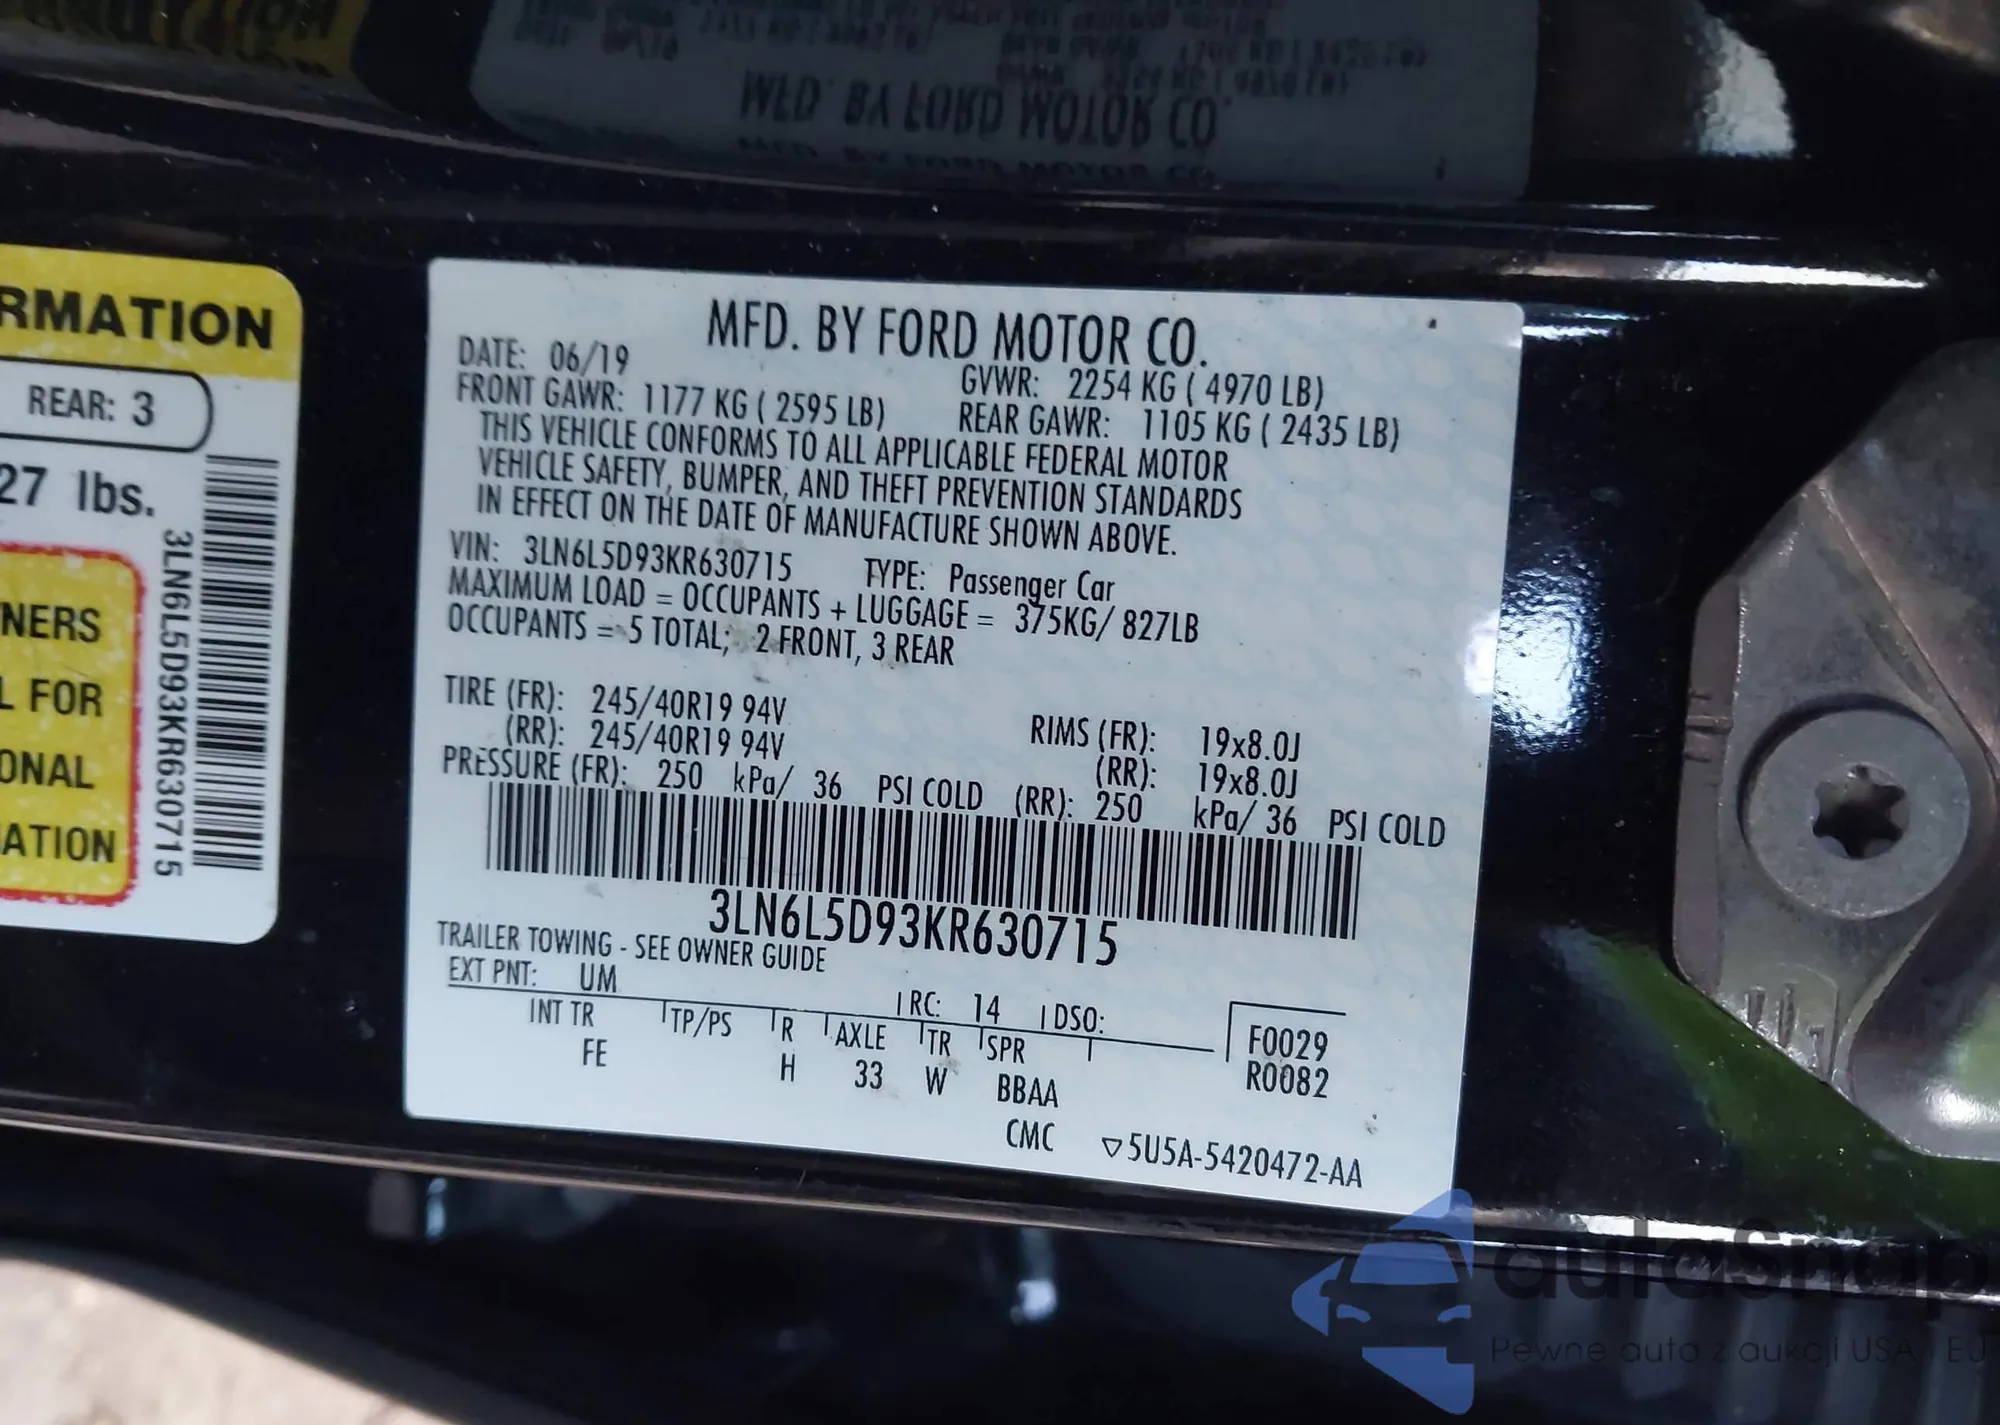 MFD. BY FORD MOTOR CO.
DATE: 06/19
GVWR: 2254 KG ( 4970 LB)
FRONT GAWR: 1177 KG ( 2595 LB)
REAR GAWR: 1105 KG ( 2435 LB)
THIS VEHICLE CONFORMS TO ALL APPLICABLE FEDERAL MOTOR
VEHICLE SAFETY, BUMPER, AND THEFT PREVENTION STANDARDS
IN EFFECT ON THE DATE OF MANUFACTURE SHOWN ABOVE.
VIN: 3LN6L5D93KR630715 TYPE: Passenger Car
MAXIMUM LOAD = OCCUPANTS + LUGGAGE = 375KG/ 827LB
OCCUPANTS = 5 TOTAL; 2 FRONT, 3 REAR
TIRE (FR): 245/40R19 94V RIMS (FR): 19x8.0J
(RR): 245/40R19 94V (RR): 19x8.0J
PRESSURE (FR): 250 kPa/ 36 PSI COLD (RR): 250 kPa/ 36 PSI COLD
3LN6L5D93KR630715
TRAILER TOWING - SEE OWNER GUIDE
EXT PNT: UM RC: 14 DSO:
INT TR TP/PS R AXLE TR SPR
FE H 33 W BBAA
F0029
R0082
CMC ▽5U5A-5420472-AA
RMATION
REAR: 3
27 lbs.
3LN6L5D93KR630715
NERS
L FOR
ONAL
ATION
MFD. BY FORD MOTOR CO.
autaSnap
Pewne auto z aukcji USA i EU